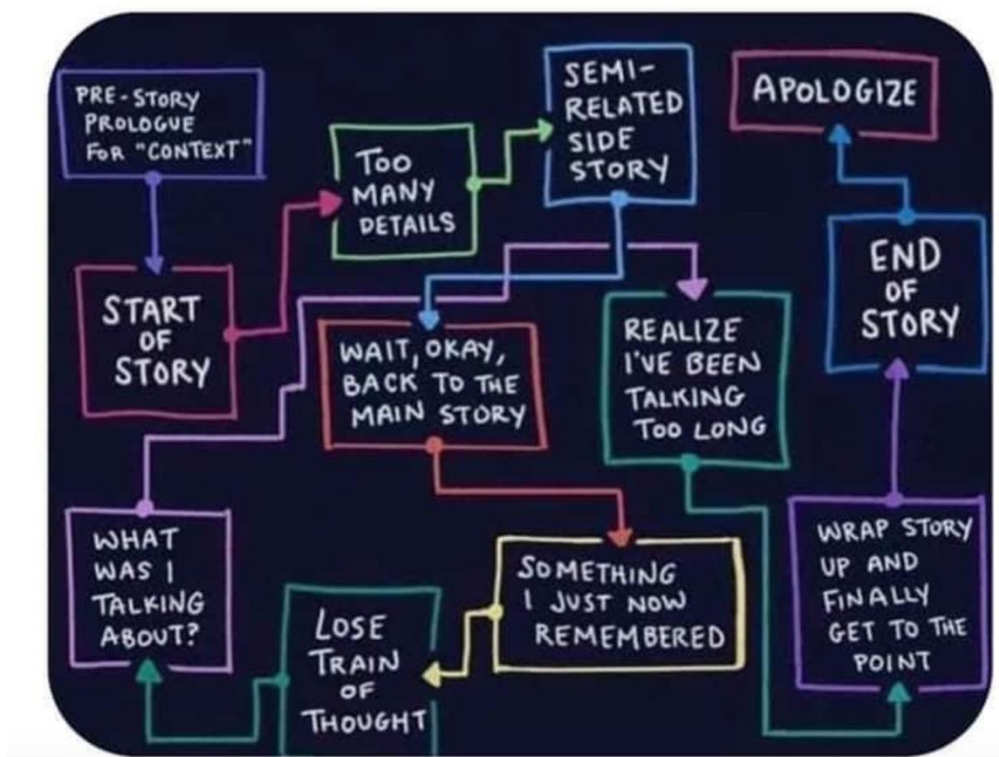 PRE-STORY
PROLOGUE
FOR "CONTEXT"
START
OF
STORY
TOO
MANY
DETAILS
SEMI-
RELATED
SIDE
STORY
WAIT, OKAY,
BACK TO THE
MAIN STORY
SOMETHING
I JUST NOW
REMEMBERED
LOSE
TRAIN
OF
THOUGHT
WHAT
WAS I
TALKING
ABOUT?
REALIZE
I'VE BEEN
TALKING
TOO LONG
WRAP STORY
UP AND
FINALLY
GET TO THE
POINT
END
OF
STORY
APOLOGIZE